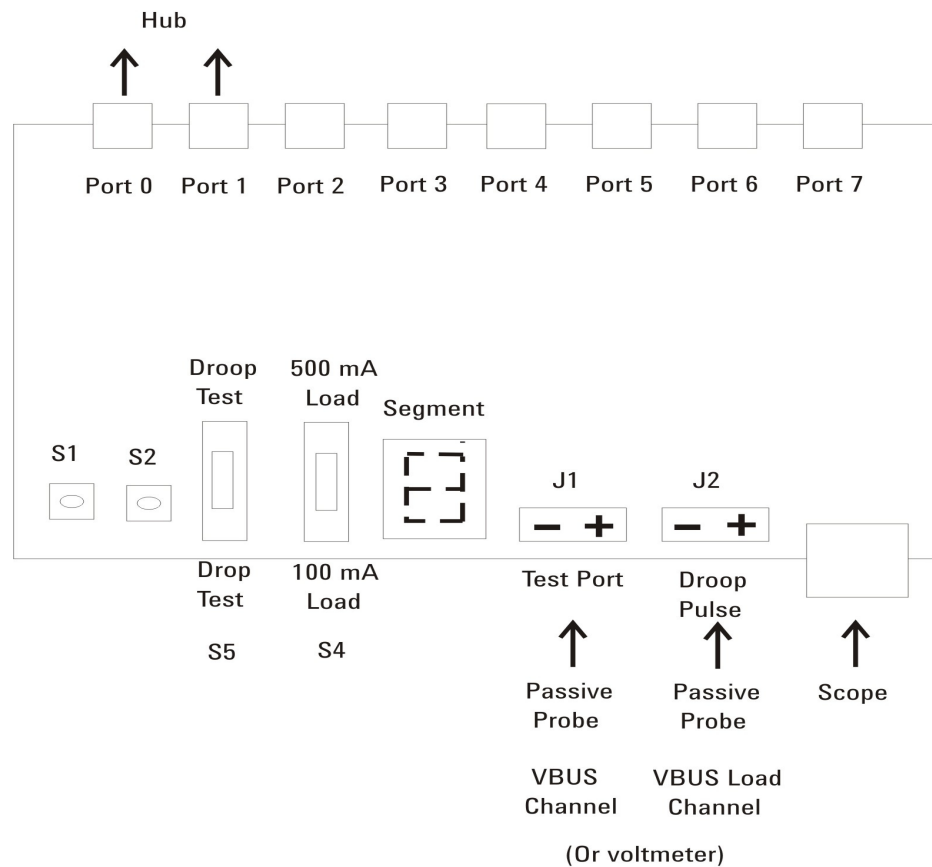 Hub
Port 0 Port 1 Port 2 Port 3 Port 4 Port 5 Port 6 Port 7
Droop
Test
500 mA
Load
Segment
S1
S2
J1
J2
− +
− +
Drop
Test
100 mA
Load
Test Port
Droop
Pulse
S5
S4
Passive
Probe
Passive
Probe
Scope
VBUS
Channel
VBUS Load
Channel
(Or voltmeter)